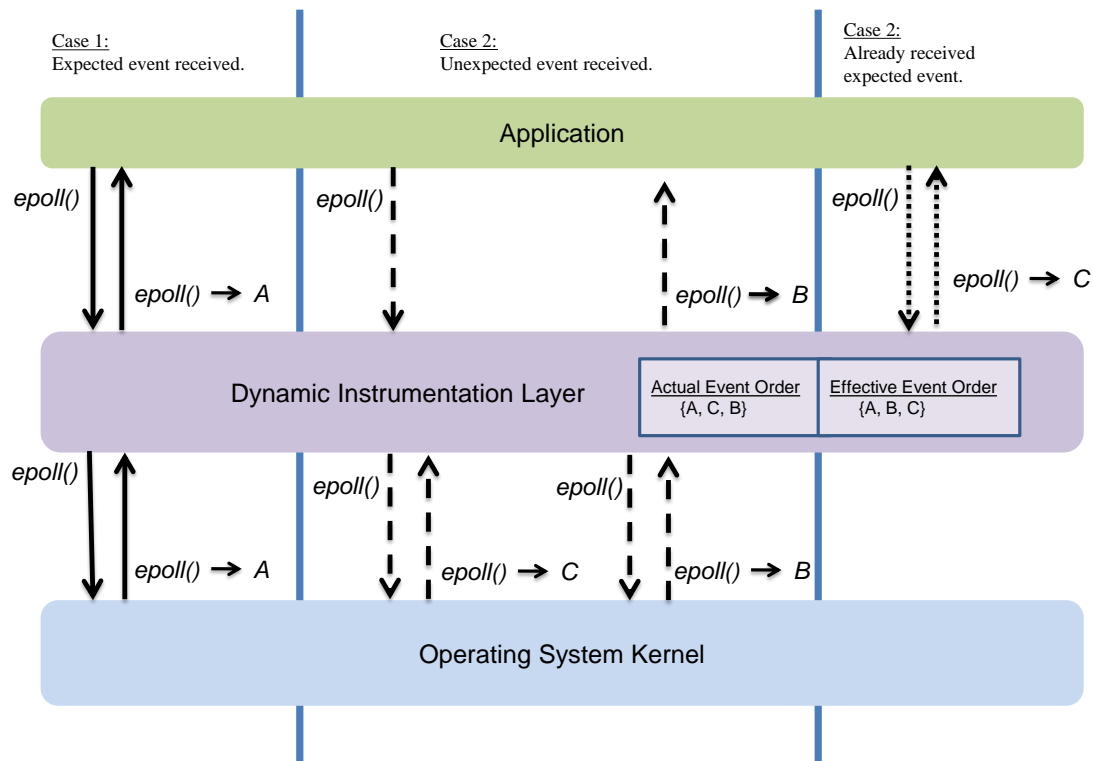 Case 1:
Expected event received.
Case 2:
Unexpected event received.
Case 2:
Already received
expected event.
Application
epoll()
epoll() → A
epoll()
epoll() → B
epoll()
epoll() → C
Dynamic Instrumentation Layer
Actual Event Order
{A, C, B}
Effective Event Order
{A, B, C}
epoll()
epoll() → A
epoll()
epoll() → C
epoll()
epoll() → B
Operating System Kernel